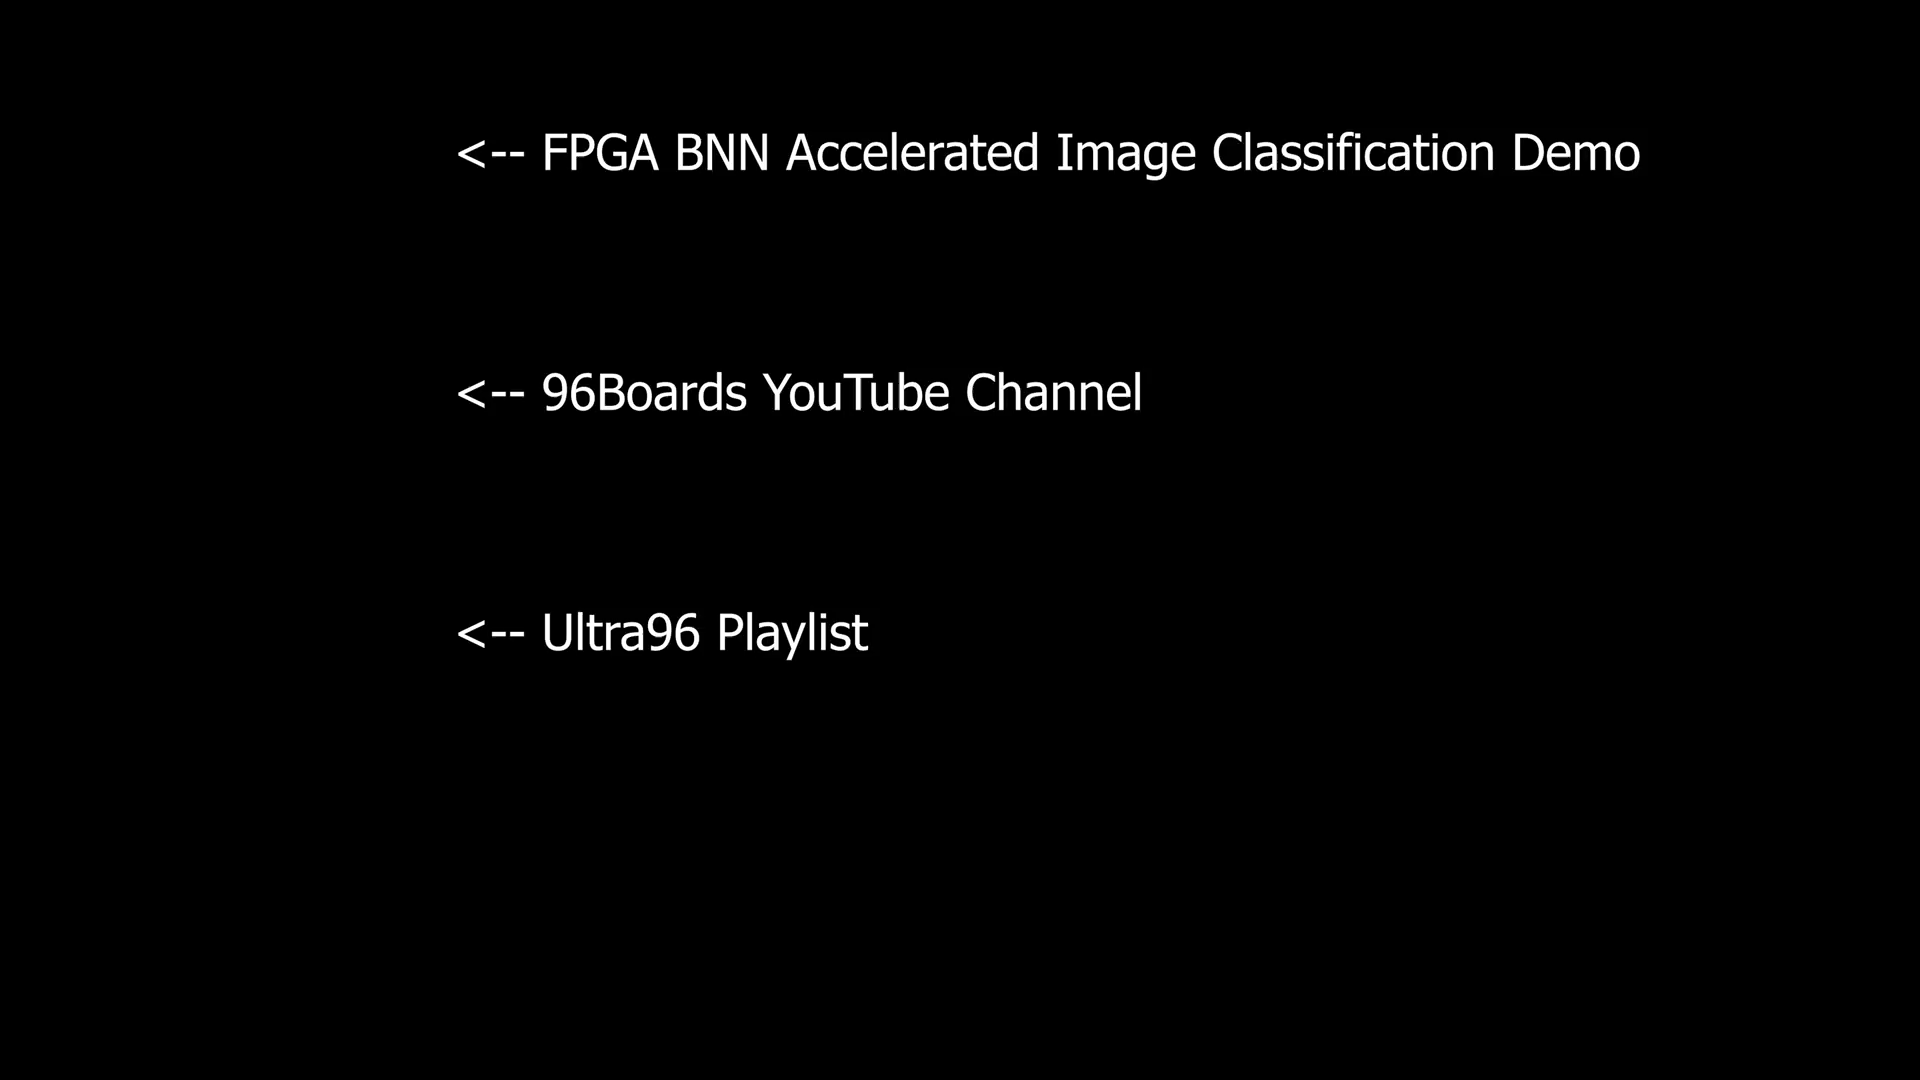 <-- FPGA BNN Accelerated Image Classification Demo
<-- 96Boards YouTube Channel
<-- Ultra96 Playlist